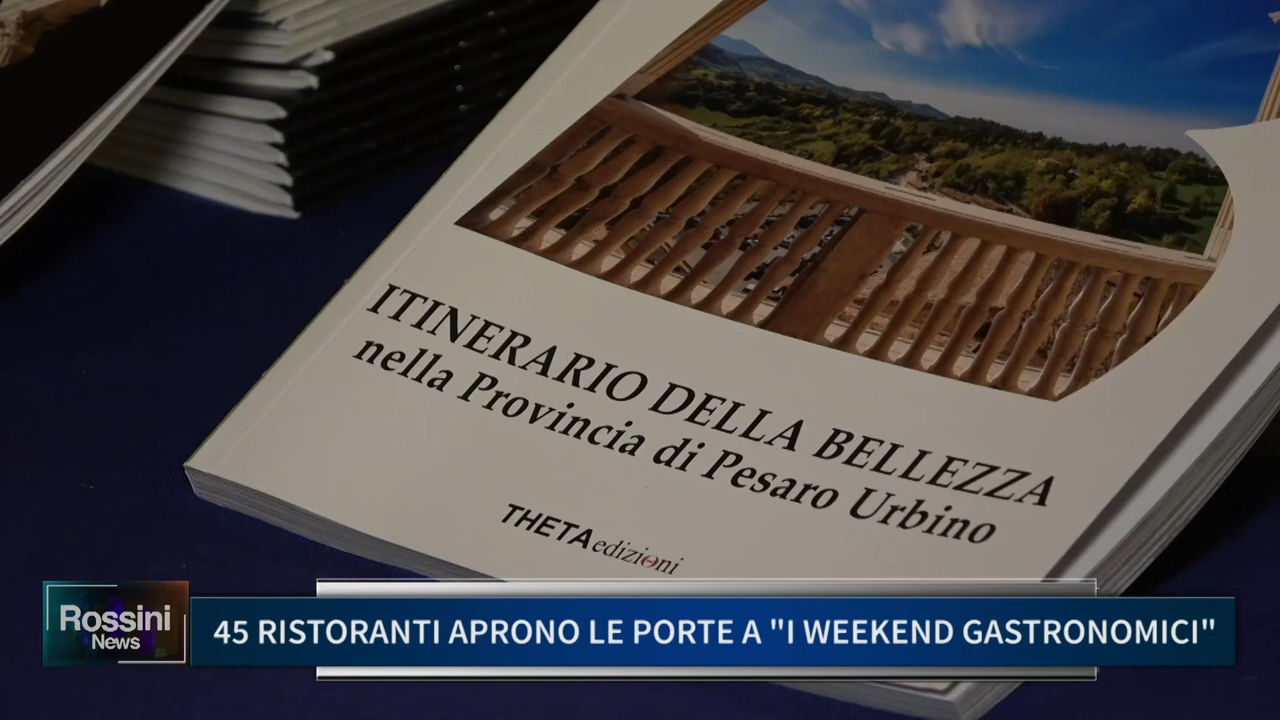 ITINERARIO DELLA BELLEZZA
nella Provincia di Pesaro Urbino
THETA edizioni
Rossini
News
45 RISTORANTI APRONO LE PORTE A "I WEEKEND GASTRONOMICI"